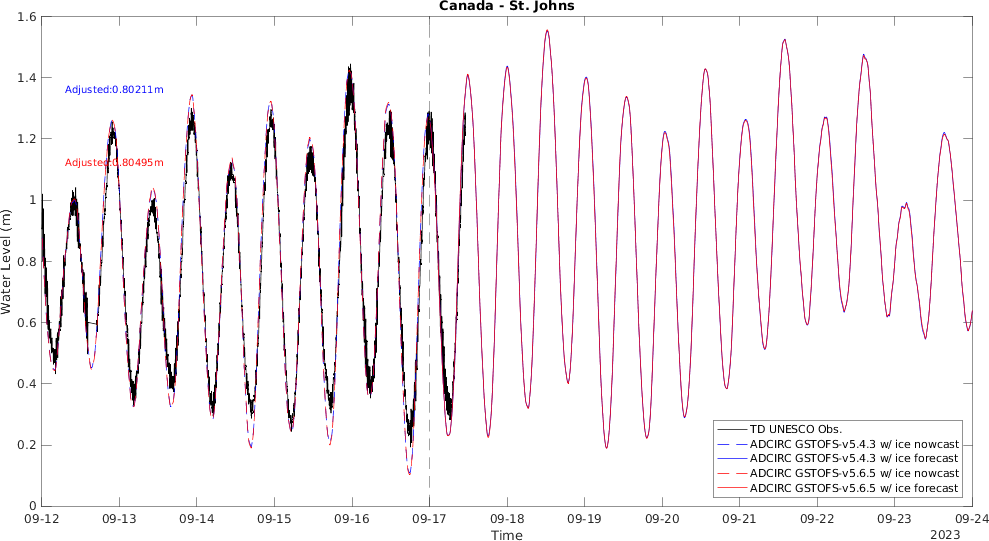 Canada - St. Johns
1.6
1.4
1.2
1
0.8
0.6
0.4
0.2
0
Water Level (m)
Adjusted:0.80211m
Adjusted:0.80495m
TD UNESCO Obs.
ADCIRC GSTOFS-v5.4.3 w/ ice nowcast
ADCIRC GSTOFS-v5.4.3 w/ ice forecast
ADCIRC GSTOFS-v5.6.5 w/ ice nowcast
ADCIRC GSTOFS-v5.6.5 w/ ice forecast
09-12 09-13 09-14 09-15 09-16 09-17 09-18 09-19 09-20 09-21 09-22 09-23 09-24
Time
2023